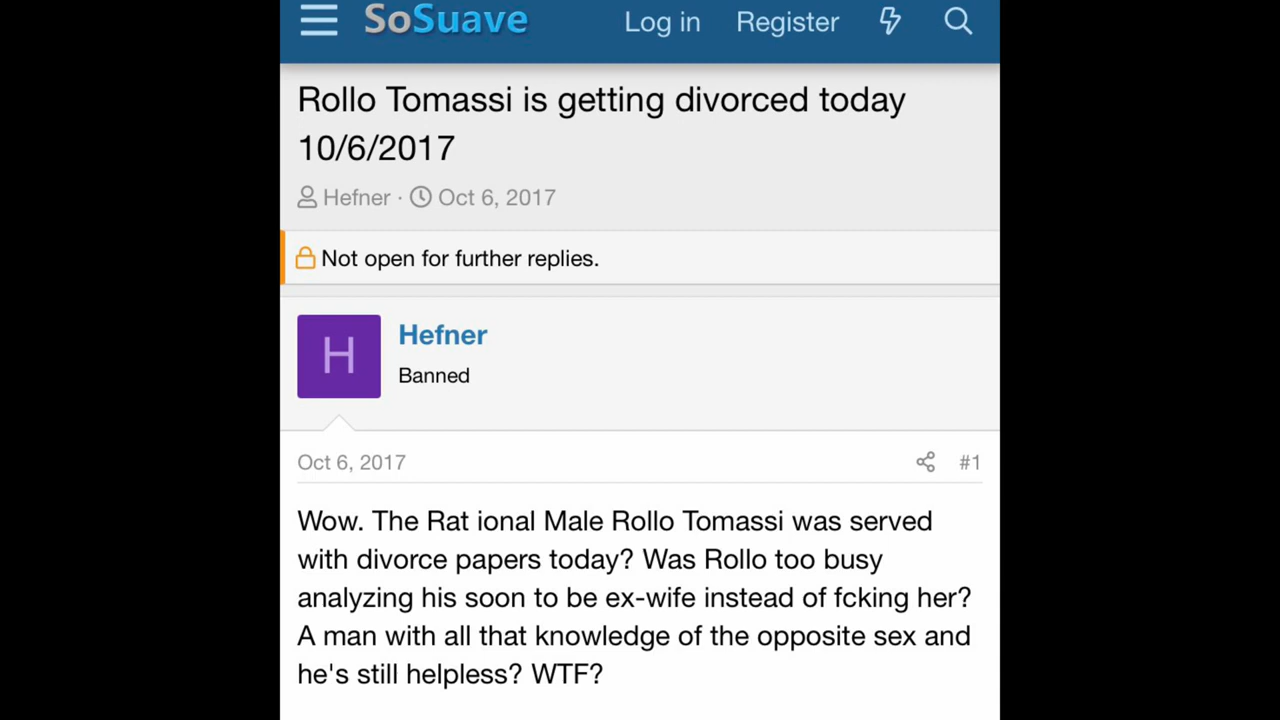 SoSuave Log in Register
Rollo Tomassi is getting divorced today
10/6/2017
Hefner · Oct 6, 2017
Not open for further replies.
H
Hefner
Banned
Oct 6, 2017 #1
Wow. The Rat ional Male Rollo Tomassi was served
with divorce papers today? Was Rollo too busy
analyzing his soon to be ex-wife instead of fcking her?
A man with all that knowledge of the opposite sex and
he's still helpless? WTF?